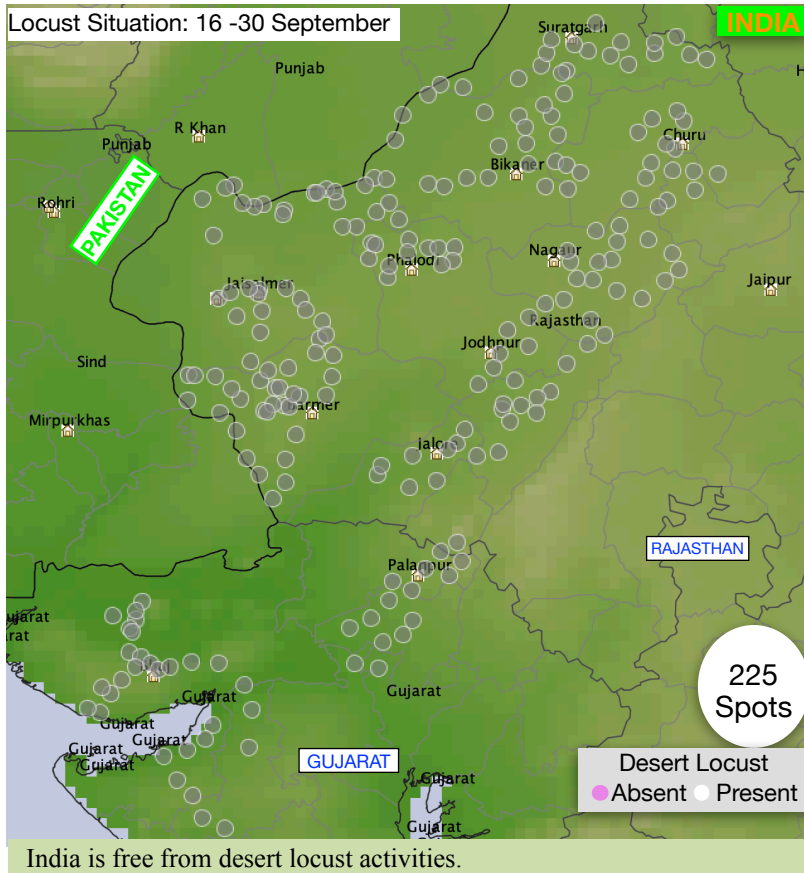 Locust Situation: 16 -30 September
INDIA
Suratgarh
Punjab
R Khan
Punjab
Churu
Bikaner
Rohri
PAKISTAN
Nagaur
Phalodi
Jaipur
Jaisalmer
Rajasthan
Jodhpur
Sind
Barmer
Mirpurkhas
jalore
RAJASTHAN
Palanpur
Gujarat
225
Spots
Gujarat
Gujarat
Gujarat
Gujarat
Gujarat
Gujarat
GUJARAT
Desert Locust
Absent Present
Gujarat
Gujarat
India is free from desert locust activities.